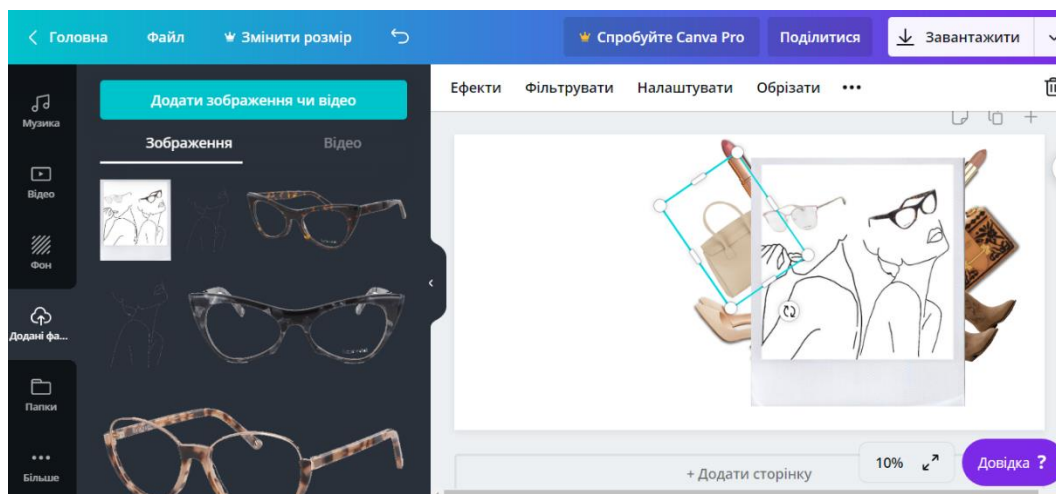 Головна
Файл
Змінити розмір
Спробуйте Canva Pro
Поділитися
Завантажити
Музика
Відео
Фон
Додані фа...
Папки
Більше
Додати зображення чи відео
Зображення
Відео
Ефекти
Фільтрувати
Налаштувати
Обрізати
+ Додати сторінку
10%
Довідка ?